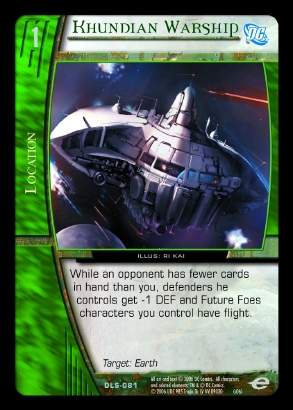 1
KHUNDIAN WARSHIP
DC
LOCATION
ILLUS: RI KAI
While an opponent has fewer cards
in hand than you, defenders he
controls get -1 DEF and Future Foes
characters you control have flight.
Target: Earth
DLS-081